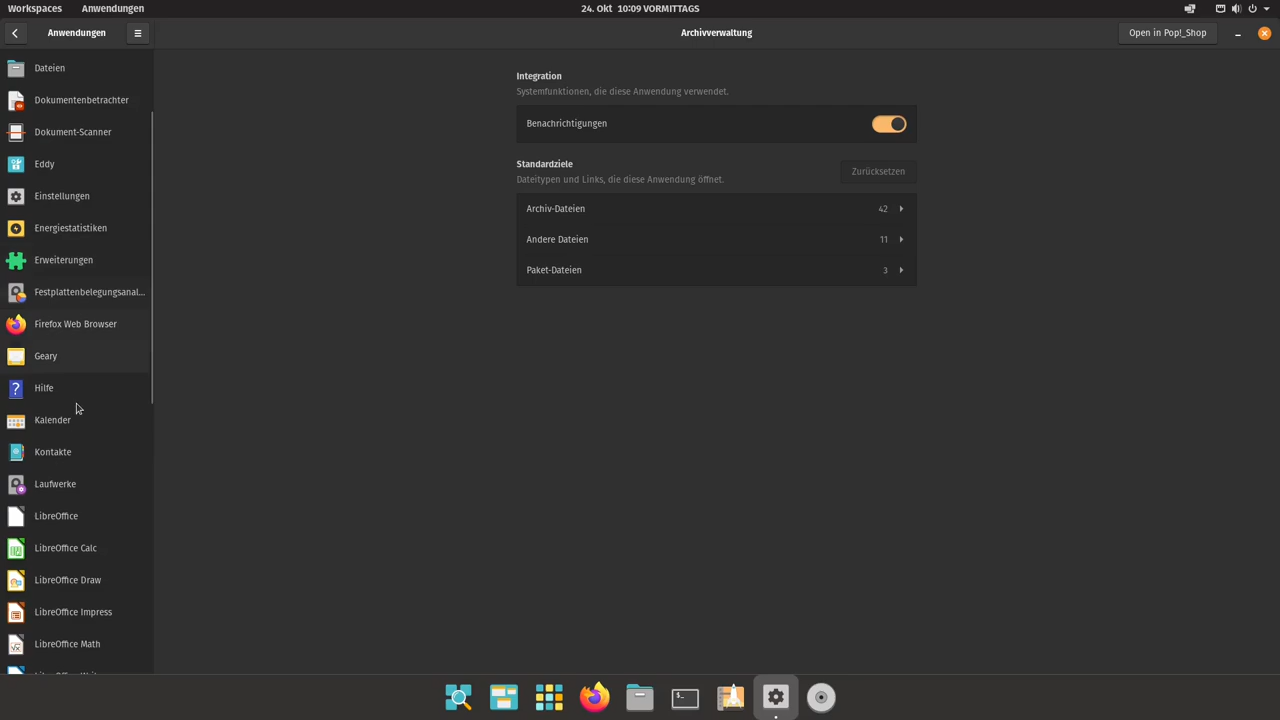 Workspaces Anwendungen 24. Okt 10:09 VORMITTAGS
Anwendungen Archivverwaltung Open in Pop!_Shop
Dateien
Dokumentenbetrachter
Dokument-Scanner
Eddy
Einstellungen
Energiestatistiken
Erweiterungen
Festplattenbelegungsanal...
Firefox Web Browser
Geary
Hilfe
Kalender
Kontakte
Laufwerke
LibreOffice
LibreOffice Calc
LibreOffice Draw
LibreOffice Impress
LibreOffice Math
Integration
Systemfunktionen, die diese Anwendung verwendet.
Benachrichtigungen
Standardziele
Dateitypen und Links, die diese Anwendung öffnet.
Zurücksetzen
Archiv-Dateien 42
Andere Dateien 11
Paket-Dateien 3